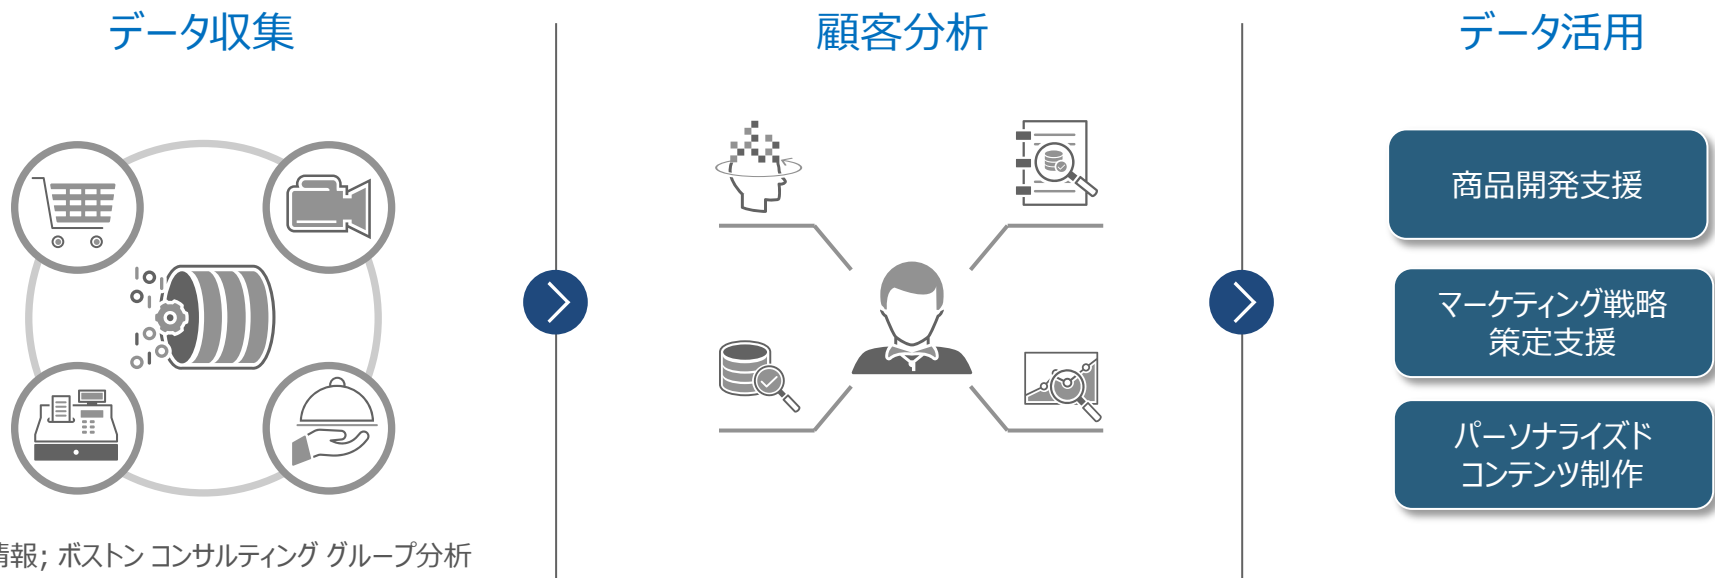 データ収集
顧客分析
データ活用
商品開発支援
マーケティング戦略
策定支援
パーソナライズド
コンテンツ制作
情報; ボストン コンサルティング グループ分析